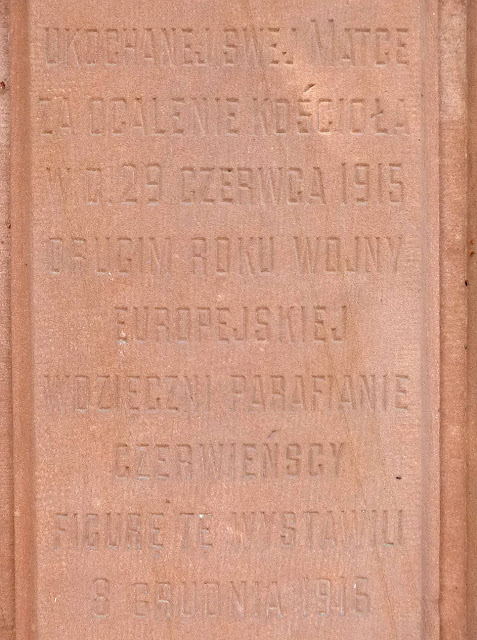 UKOCHANEJ SWEJ MATCE
ZA OCALENIE KOŚCIOŁA
W D. 29 CZERWCA 1915
DRUGIM ROKU WOJNY
EUROPEJSKIEJ
WDZIĘCZNI PARAFIANIE
CZERWIEŃSCY
FIGURĘ TĘ WYSTAWILI
8 GRUDNIA 1915